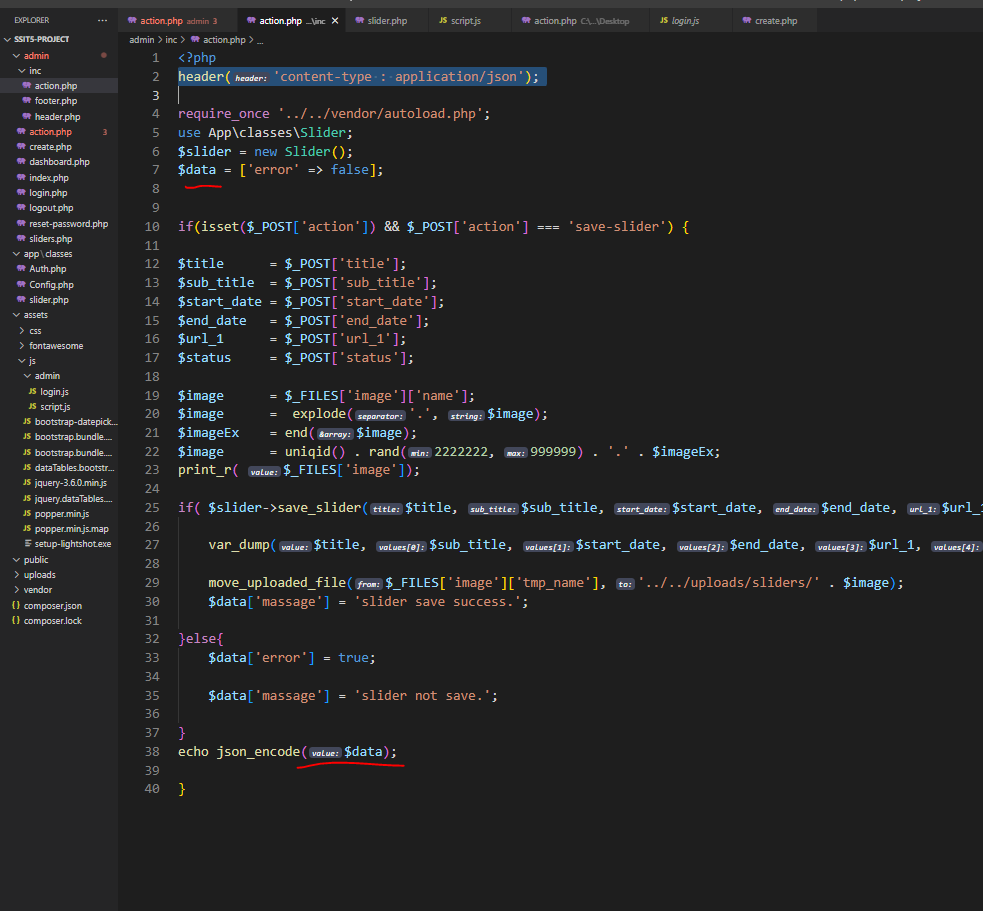 EXPLORER
...
SSIT5-PROJECT
admin
inc
action.php
footer.php
header.php
action.php 3
create.php
dashboard.php
index.php
login.php
logout.php
reset-password.php
sliders.php
app\classes
Auth.php
Config.php
slider.php
assets
css
fontawesome
js
admin
JS login.js
JS script.js
JS bootstrap-datepick...
JS bootstrap.bundle....
JS bootstrap.bundle....
JS dataTables.bootstr...
JS jquery-3.6.0.min.js
JS jquery.dataTables....
JS popper.min.js
JS popper.min.js.map
setup-lightshot.exe
public
uploads
vendor
{} composer.json
{} composer.lock
action.php admin 3
action.php ...\inc
slider.php
JS script.js
action.php C:\...\Desktop
JS login.js
create.php
admin > inc > action.php > ...
1 <?php
2 header( header: 'content-type : application/json');
3
4 require_once '../../vendor/autoload.php';
5 use App\classes\Slider;
6 $slider = new Slider();
7 $data = ['error' => false];
8
9
10 if(isset($_POST['action']) && $_POST['action'] === 'save-slider') {
11
12 $title = $_POST['title'];
13 $sub_title = $_POST['sub_title'];
14 $start_date = $_POST['start_date'];
15 $end_date = $_POST['end_date'];
16 $url_1 = $_POST['url_1'];
17 $status = $_POST['status'];
18
19 $image = $_FILES['image']['name'];
20 $image = explode( separator: '.', string: $image);
21 $imageEx = end( &array: $image);
22 $image = uniqid() . rand( min: 2222222, max: 999999) . '.' . $imageEx;
23 print_r( value: $_FILES['image']);
24
25 if( $slider->save_slider( title: $title, sub_title: $sub_title, start_date: $start_date, end_date: $end_date, url_1: $url_1
26
27 var_dump( value: $title, values[0]: $sub_title, values[1]: $start_date, values[2]: $end_date, values[3]: $url_1, values[4]:
28
29 move_uploaded_file( from: $_FILES['image']['tmp_name'], to: '../../uploads/sliders/' . $image);
30 $data['massage'] = 'slider save success.';
31
32 }else{
33 $data['error'] = true;
34
35 $data['massage'] = 'slider not save.';
36
37 }
38 echo json_encode( value: $data);
39
40 }